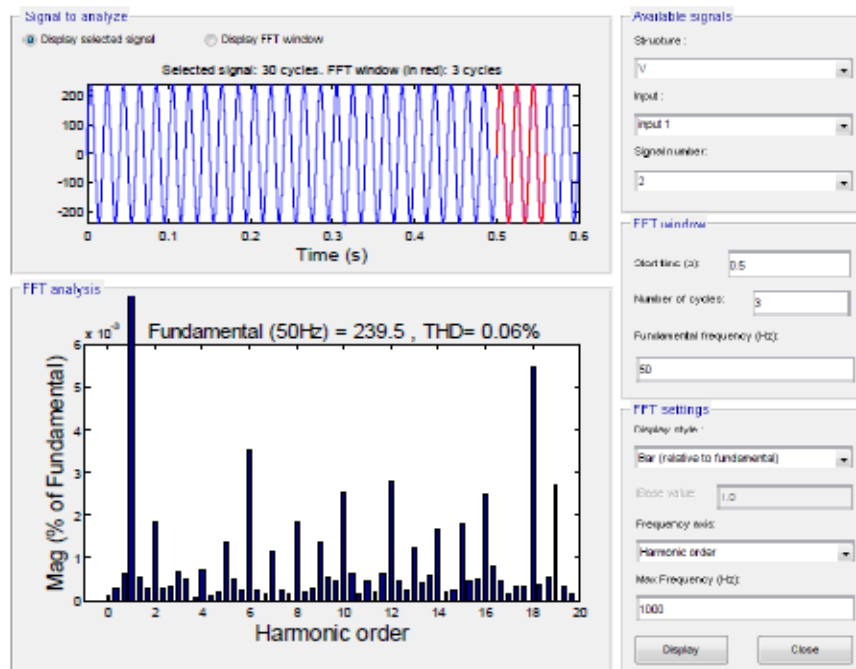 Signal to analyze
Display selected signal
Display FFT window
Selected signal: 30 cycles. FFT window (in red): 3 cycles
200
100
0
-100
-200
0 0.1 0.2 0.3 0.4 0.5 0.6
Time (s)
FFT analysis
x 10^-3
Fundamental (50Hz) = 239.5 , THD= 0.06%
6
5
4
3
2
1
0
Mag (% of Fundamental)
0 2 4 6 8 10 12 14 16 18 20
Harmonic order
Available signals
Structure :
V
Input :
input 1
Signal number:
2
FFT window
Start time (s):
0.5
Number of cycles:
3
Fundamental frequency (Hz):
50
FFT settings
Display style :
Bar (relative to fundamental)
Base value:
1.0
Frequency axis:
Harmonic order
Max Frequency (Hz):
1000
Display
Close